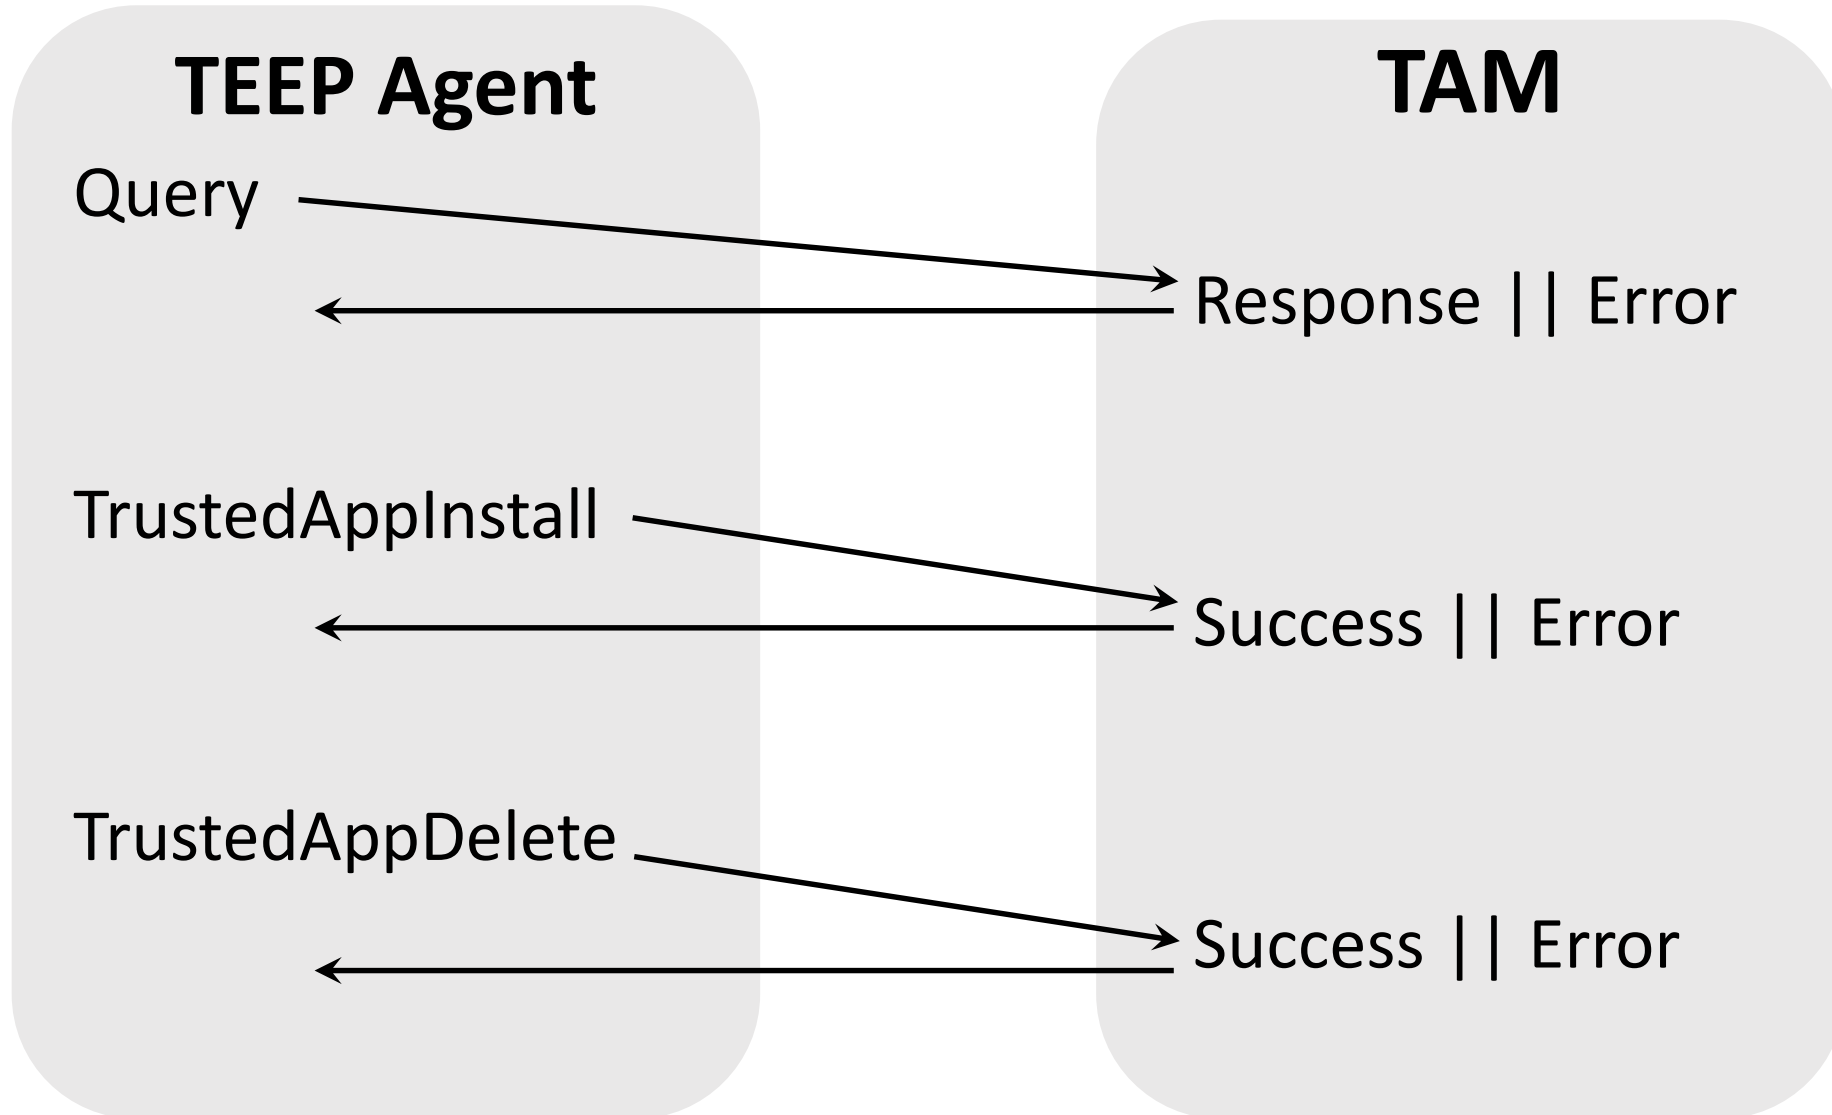 TEEP Agent
TAM
Query
Response || Error
TrustedAppInstall
Success || Error
TrustedAppDelete
Success || Error